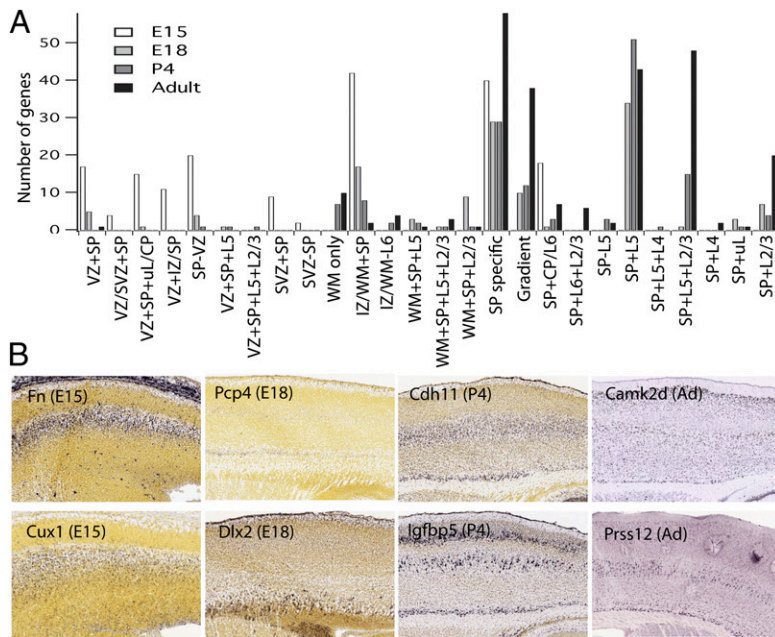 A
E15
E18
P4
Adult
Number of genes
50
40
30
20
10
0
VZ+SP
VZ/SVZ+SP
VZ+SP+uL/CP
VZ+IZ/SP
SP-VZ
VZ+SP+L5
VZ+SP+L5+L2/3
SVZ+SP
SVZ-SP
WM only
IZ/WM+SP
IZ/WM-L6
WM+SP+L5
WM+SP+L5+L2/3
WM+SP+L2/3
SP specific
Gradient
SP+CP/L6
SP+L6+L2/3
SP-L5
SP+L5
SP+L5+L4
SP+L5+L2/3
SP+L4
SP+uL
SP+L2/3
B
Fn (E15)
Pcp4 (E18)
Cdh11 (P4)
Camk2d (Ad)
Cux1 (E15)
Dlx2 (E18)
Igfbp5 (P4)
Prss12 (Ad)